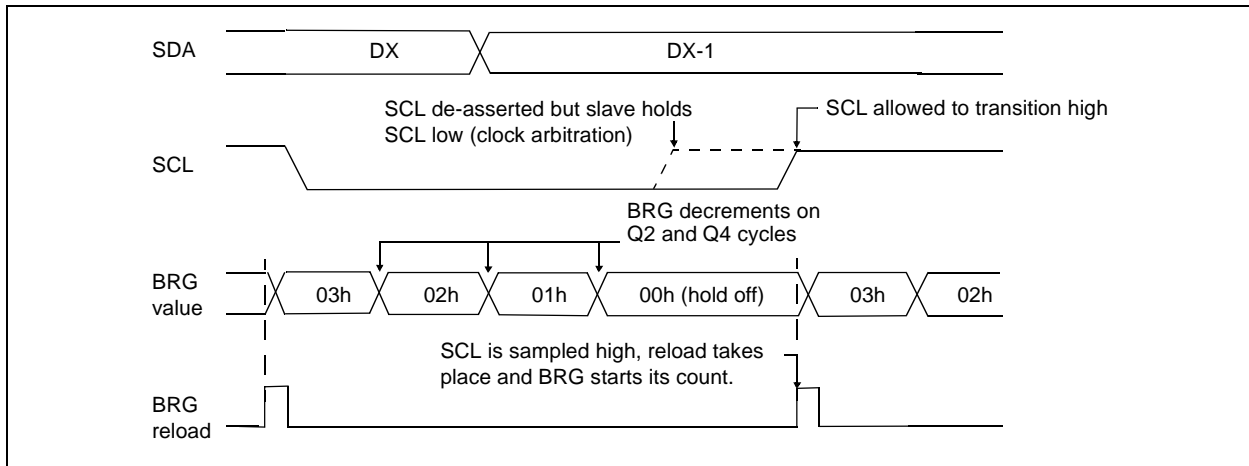 SDA
DX
DX-1
SCL de-asserted but slave holds
SCL low (clock arbitration)
SCL allowed to transition high
SCL
BRG decrements on
Q2 and Q4 cycles
BRG
value
03h
02h
01h
00h (hold off)
03h
02h
SCL is sampled high, reload takes
place and BRG starts its count.
BRG
reload